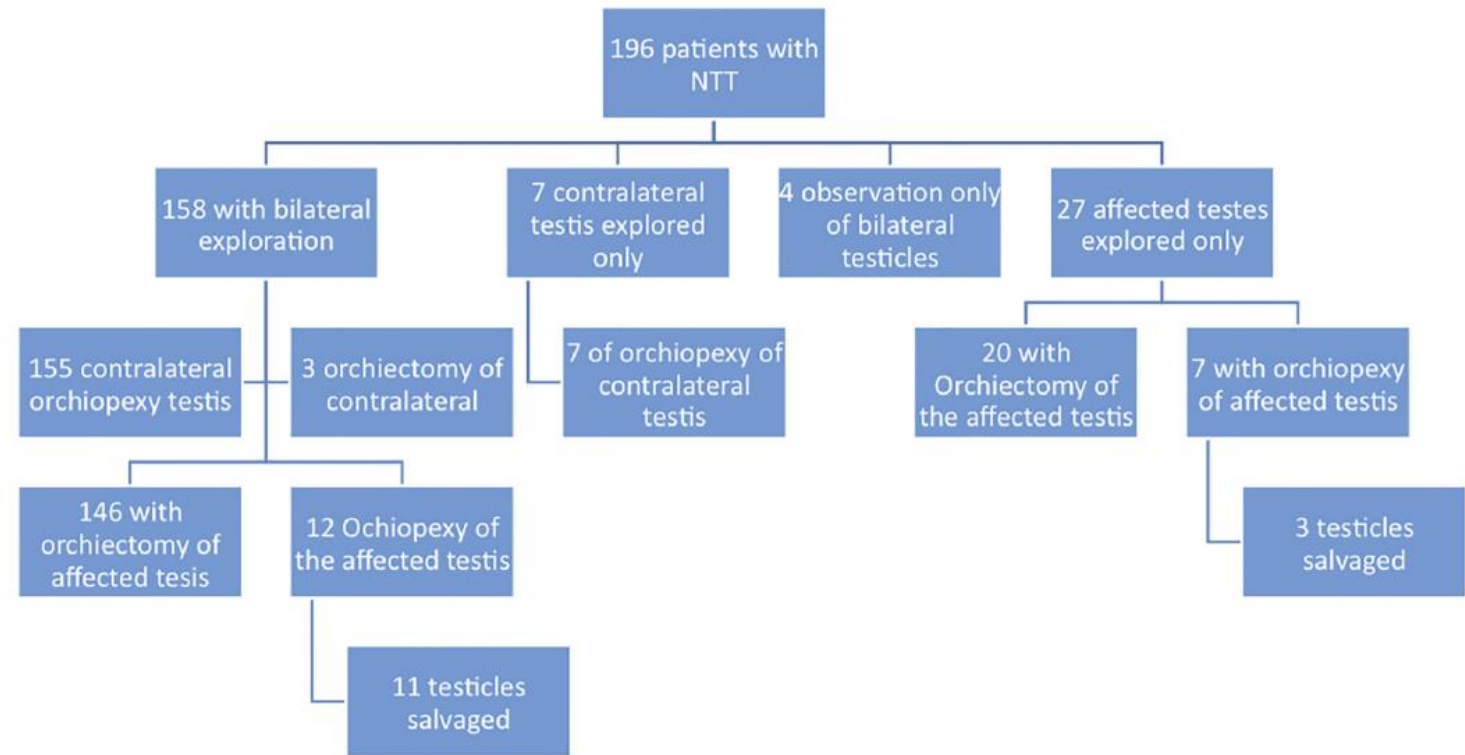 196 patients with
NTT
158 with bilateral
exploration
7 contralateral
testis explored
only
4 observation only
of bilateral
testicles
27 affected testes
explored only
155 contralateral
orchiopexy testis
3 orchiectomy of
contralateral
7 of orchiopexy of
contralateral
testis
20 with
Orchiectomy of
the affected testis
7 with orchiopexy
of affected testis
146 with
orchiectomy of
affected tesis
12 Ochiopexy of
the affected testis
3 testicles
salvaged
11 testicles
salvaged